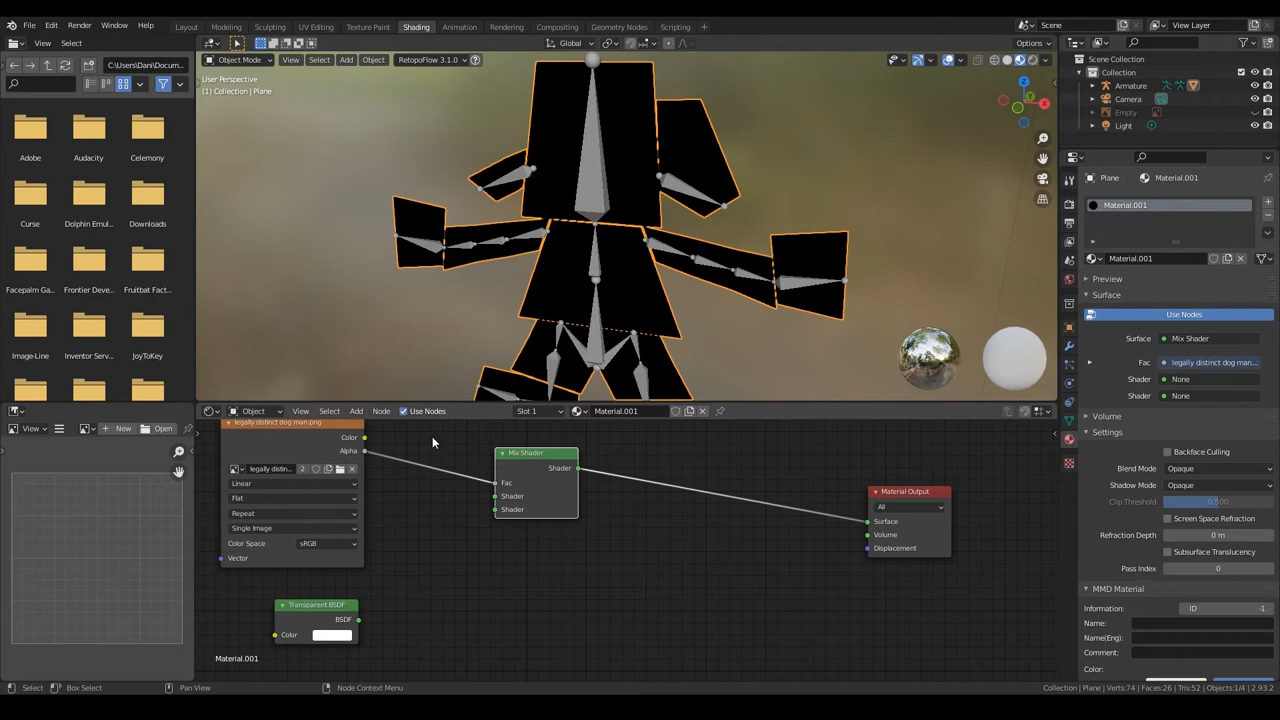 File Edit Render Window Help Layout Modeling Sculpting UV Editing Texture Paint Shading Animation Rendering Compositing Geometry Nodes Scripting + Scene View Layer
View Select Global Options
C:\Users\Dani\Docum... Object Mode View Select Add Object RetopoFlow 3.1.0
User Perspective
(1) Collection | Plane
Adobe Audacity Celemony
Curse Dolphin Emul... Downloads
Facepalm Ga... Frontier Deve... Fruitbat Fact...
Image-Line Inventor Serv... JoyToKey
Z
X
Y
Scene Collection
Collection
Armature
Camera
Empty
Light
Plane Material.001
Material.001
Material.001
Preview
Surface
Use Nodes
Surface Mix Shader
Fac legally distinct dog man...
Shader None
Shader None
Volume
Settings
Backface Culling
Blend Mode Opaque
Shadow Mode Opaque
Clip Threshold 0.500
Screen Space Refraction
Refraction Depth 0 m
Subsurface Translucency
Pass Index 0
MMD Material
Information: ID -1
Name:
Name(Eng):
Comment:
Color:
View New Open
Object View Select Add Node Use Nodes Slot 1 Material.001
legally distinct dog man.png
Color
Alpha
legally distin... 2
Linear
Flat
Repeat
Single Image
Color Space sRGB
Vector
Mix Shader
Shader
Fac
Shader
Shader
Material Output
All
Surface
Volume
Displacement
Transparent BSDF
BSDF
Color
Material.001
Select Box Select Pan View Node Context Menu Collection | Plane | Verts:74 | Faces:26 | Tris:52 | Objects:1/4 | 2.93.2